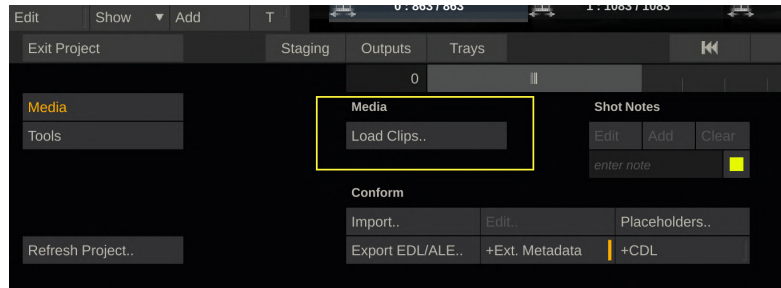 Edit Show ▼ Add T 0 : 863 / 863 1 : 1083 / 1083
Exit Project Staging Outputs Trays
0
Media Media Shot Notes
Tools Load Clips.. Edit Add Clear
enter note
Conform
Import.. Edit.. Placeholders..
Refresh Project.. Export EDL/ALE.. +Ext. Metadata +CDL